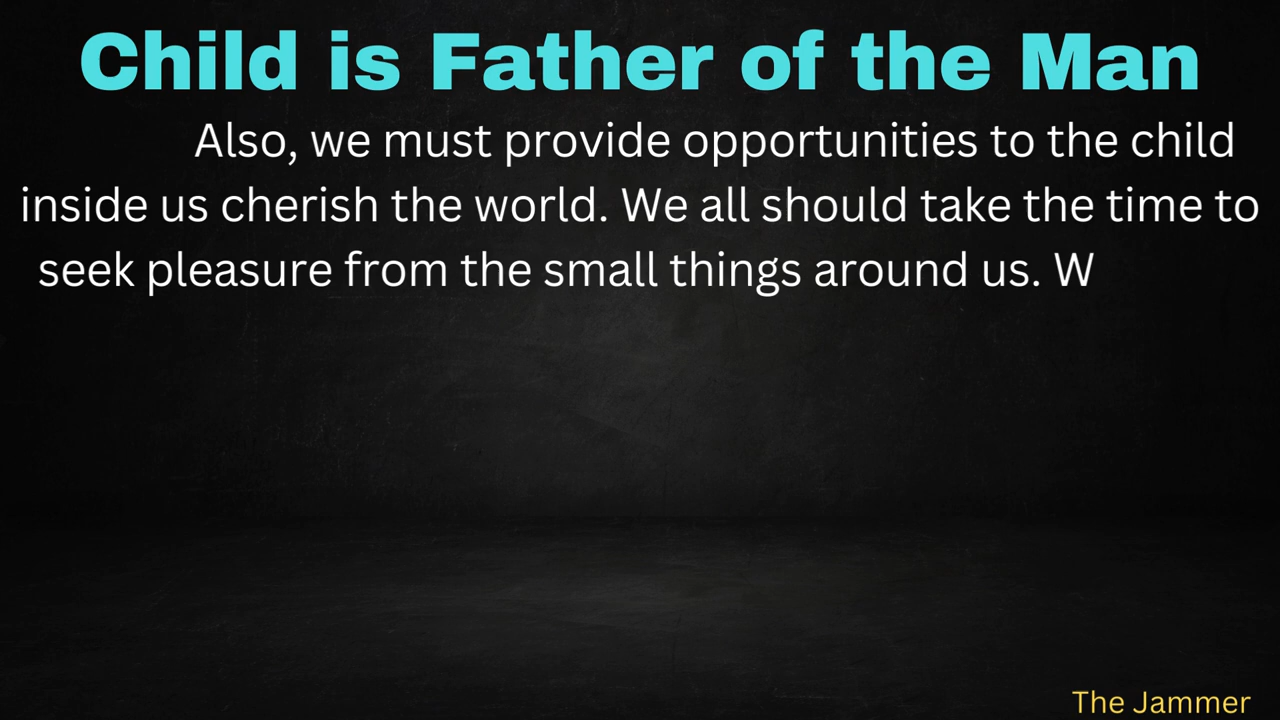 Child is Father of the Man
Also, we must provide opportunities to the child
inside us cherish the world. We all should take the time to
seek pleasure from the small things around us. W
The Jammer